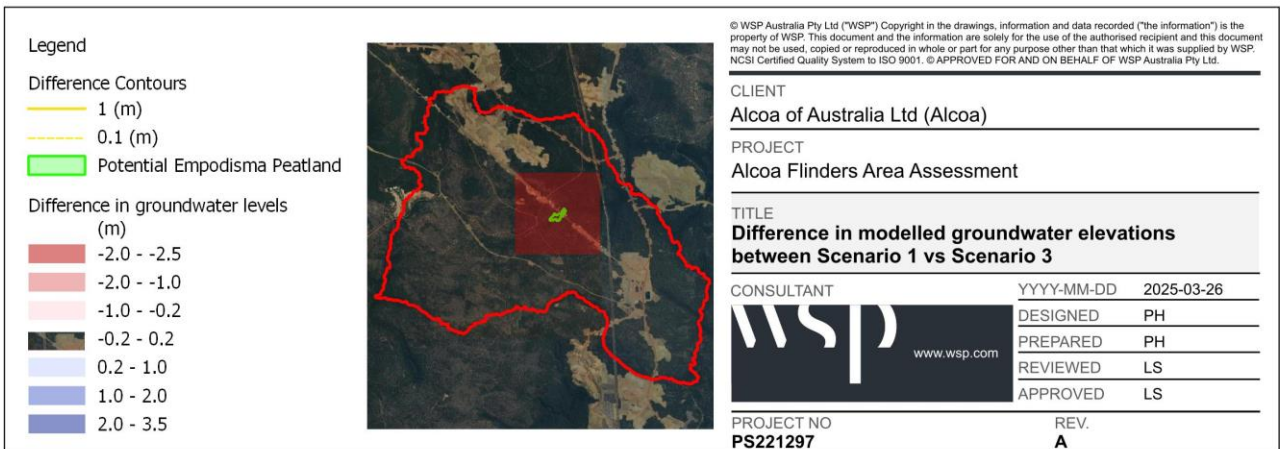 Legend
Difference Contours
1 (m)
0.1 (m)
Potential Empodisma Peatland
Difference in groundwater levels
(m)
-2.0 - -2.5
-2.0 - -1.0
-1.0 - -0.2
-0.2 - 0.2
0.2 - 1.0
1.0 - 2.0
2.0 - 3.5
© WSP Australia Pty Ltd ("WSP") Copyright in the drawings, information and data recorded ("the information") is the
property of WSP. This document and the information are solely for the use of the authorised recipient and this document
may not be used, copied or reproduced in whole or part for any purpose other than that which it was supplied by WSP.
NCSI Certified Quality System to ISO 9001. © APPROVED FOR AND ON BEHALF OF WSP Australia Pty Ltd.
CLIENT
Alcoa of Australia Ltd (Alcoa)
PROJECT
Alcoa Flinders Area Assessment
TITLE
Difference in modelled groundwater elevations
between Scenario 1 vs Scenario 3
CONSULTANT
wsp
www.wsp.com
YYYY-MM-DD 2025-03-26
DESIGNED PH
PREPARED PH
REVIEWED LS
APPROVED LS
PROJECT NO REV.
PS221297 A